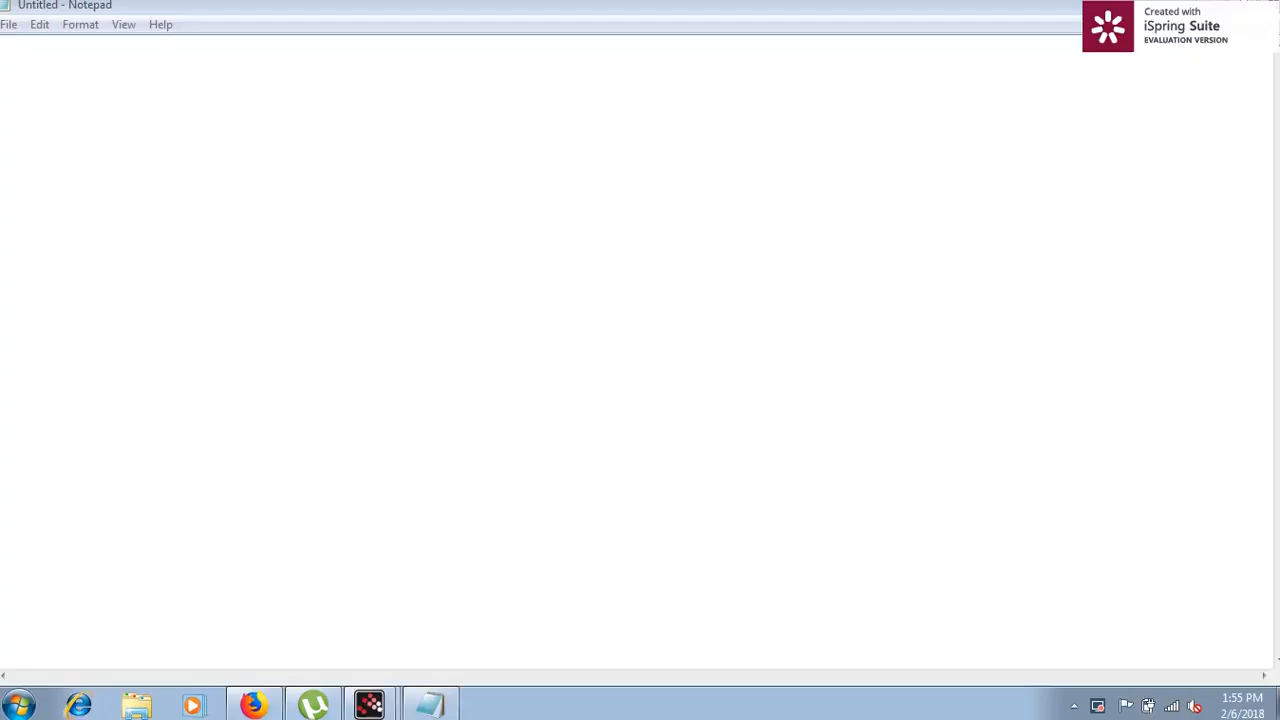 Untitled - Notepad
File Edit Format View Help
Created with
iSpring Suite
EVALUATION VERSION
1:55 PM
2/6/2018